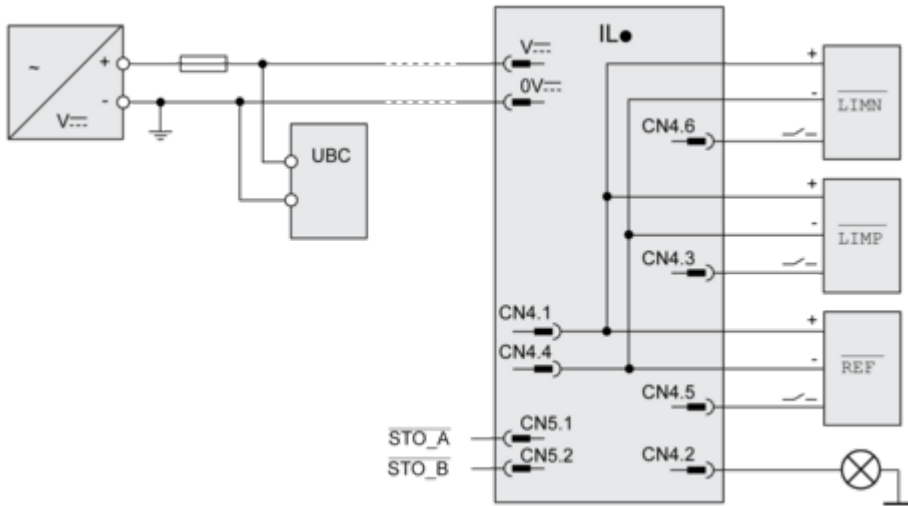 ~
+
-
V⎓
UBC
IL●
V⎓
0V⎓
CN4.6
+
-
LIMN
CN4.3
+
-
LIMP
CN4.1
CN4.4
+
-
REF
CN4.5
STO_A
CN5.1
STO_B
CN5.2
CN4.2